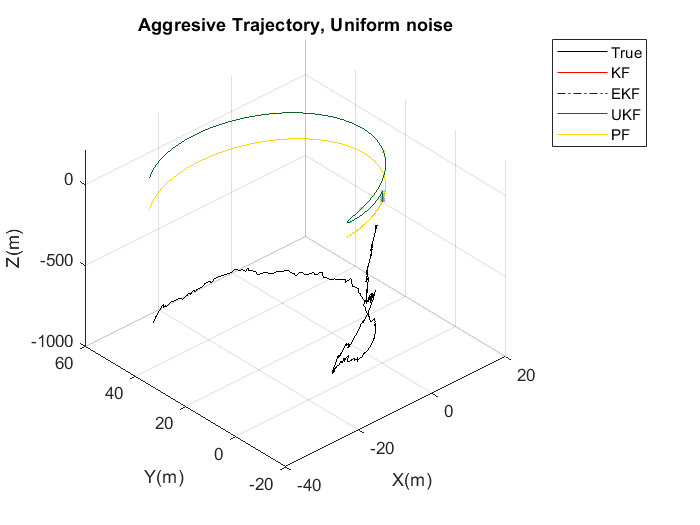 Aggresive Trajectory, Uniform noise
True
KF
EKF
UKF
PF
0
-500
-1000
Z(m)
60
40
20
0
-20
Y(m)
-40
-20
0
20
X(m)